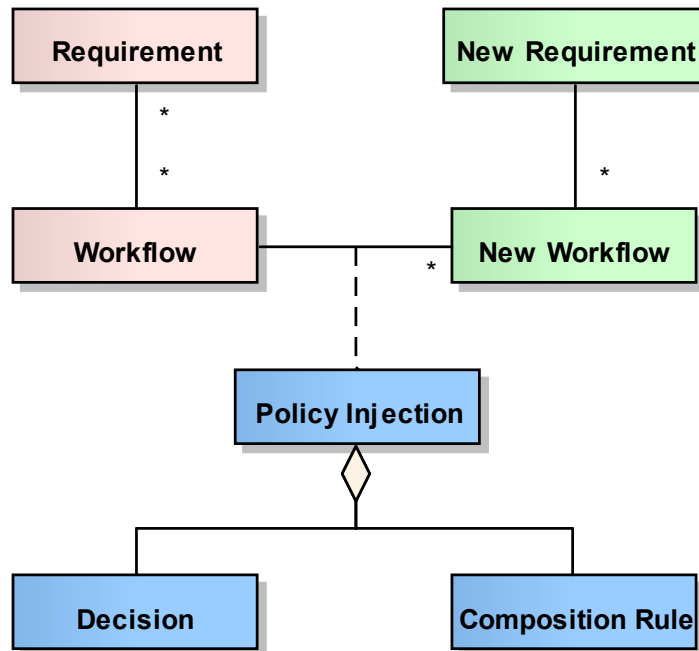 Requirement
New Requirement
*
*
*
Workflow
New Workflow
*
Policy Injection
Decision
Composition Rule